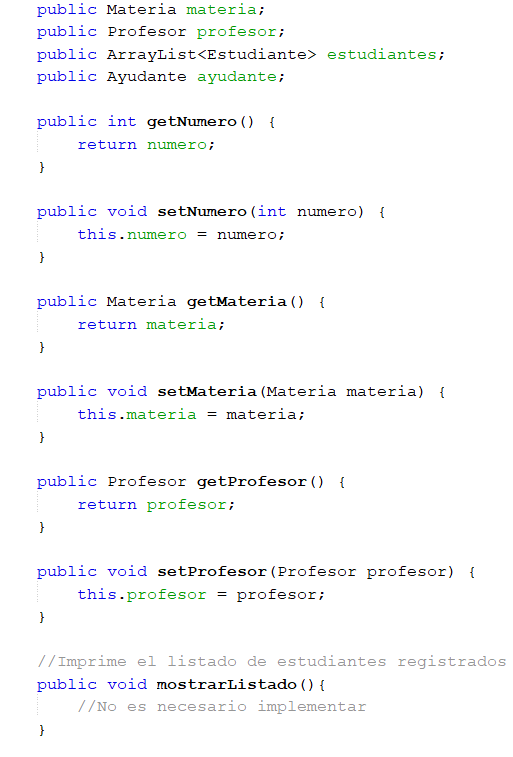 public Materia materia;
public Profesor profesor;
public ArrayList<Estudiante> estudiantes;
public Ayudante ayudante;

public int getNumero() {
    return numero;
}

public void setNumero(int numero) {
    this.numero = numero;
}

public Materia getMateria() {
    return materia;
}

public void setMateria(Materia materia) {
    this.materia = materia;
}

public Profesor getProfesor() {
    return profesor;
}

public void setProfesor(Profesor profesor) {
    this.profesor = profesor;
}

//Imprime el listado de estudiantes registrados
public void mostrarListado(){
    //No es necesario implementar
}